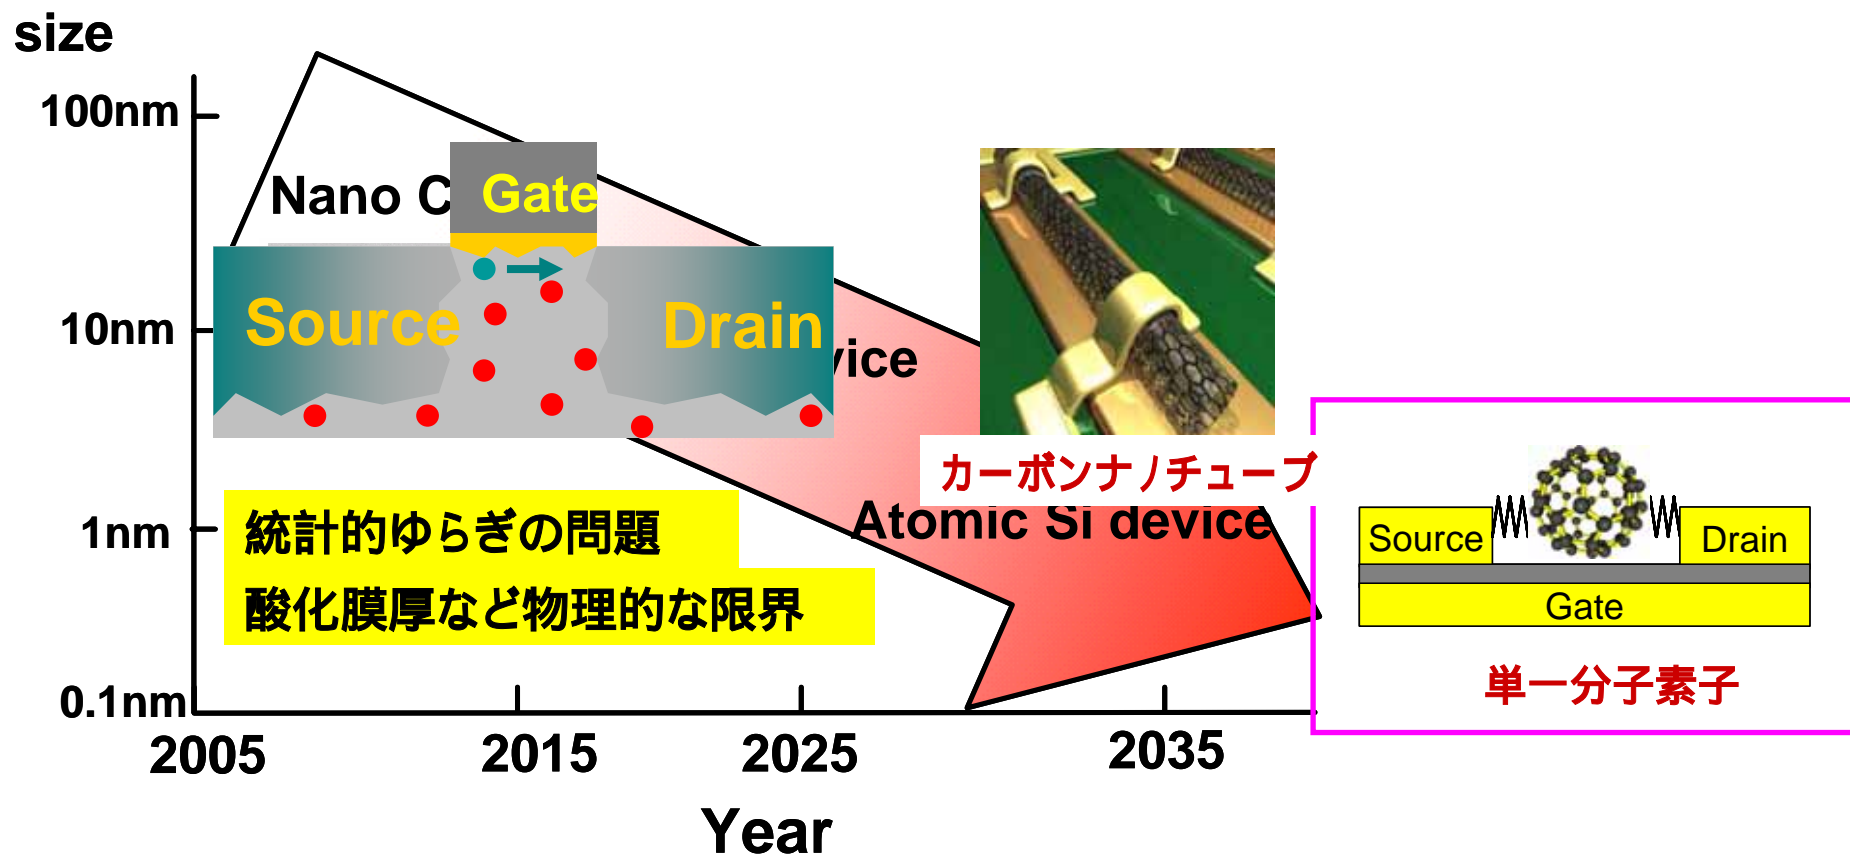 size
100nm
Nano C
Gate
Source
Drain
10nm
vice
カーボンナノチューブ
1nm
統計的ゆらぎの問題
Atomic Si device
Source
Drain
酸化膜厚など物理的な限界
Gate
単一分子素子
0.1nm
2005
2015
2025
2035
Year